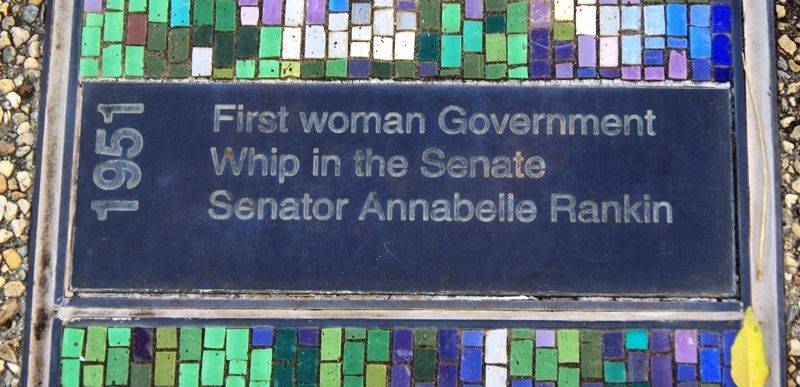 1951
First woman Government
Whip in the Senate
Senator Annabelle Rankin